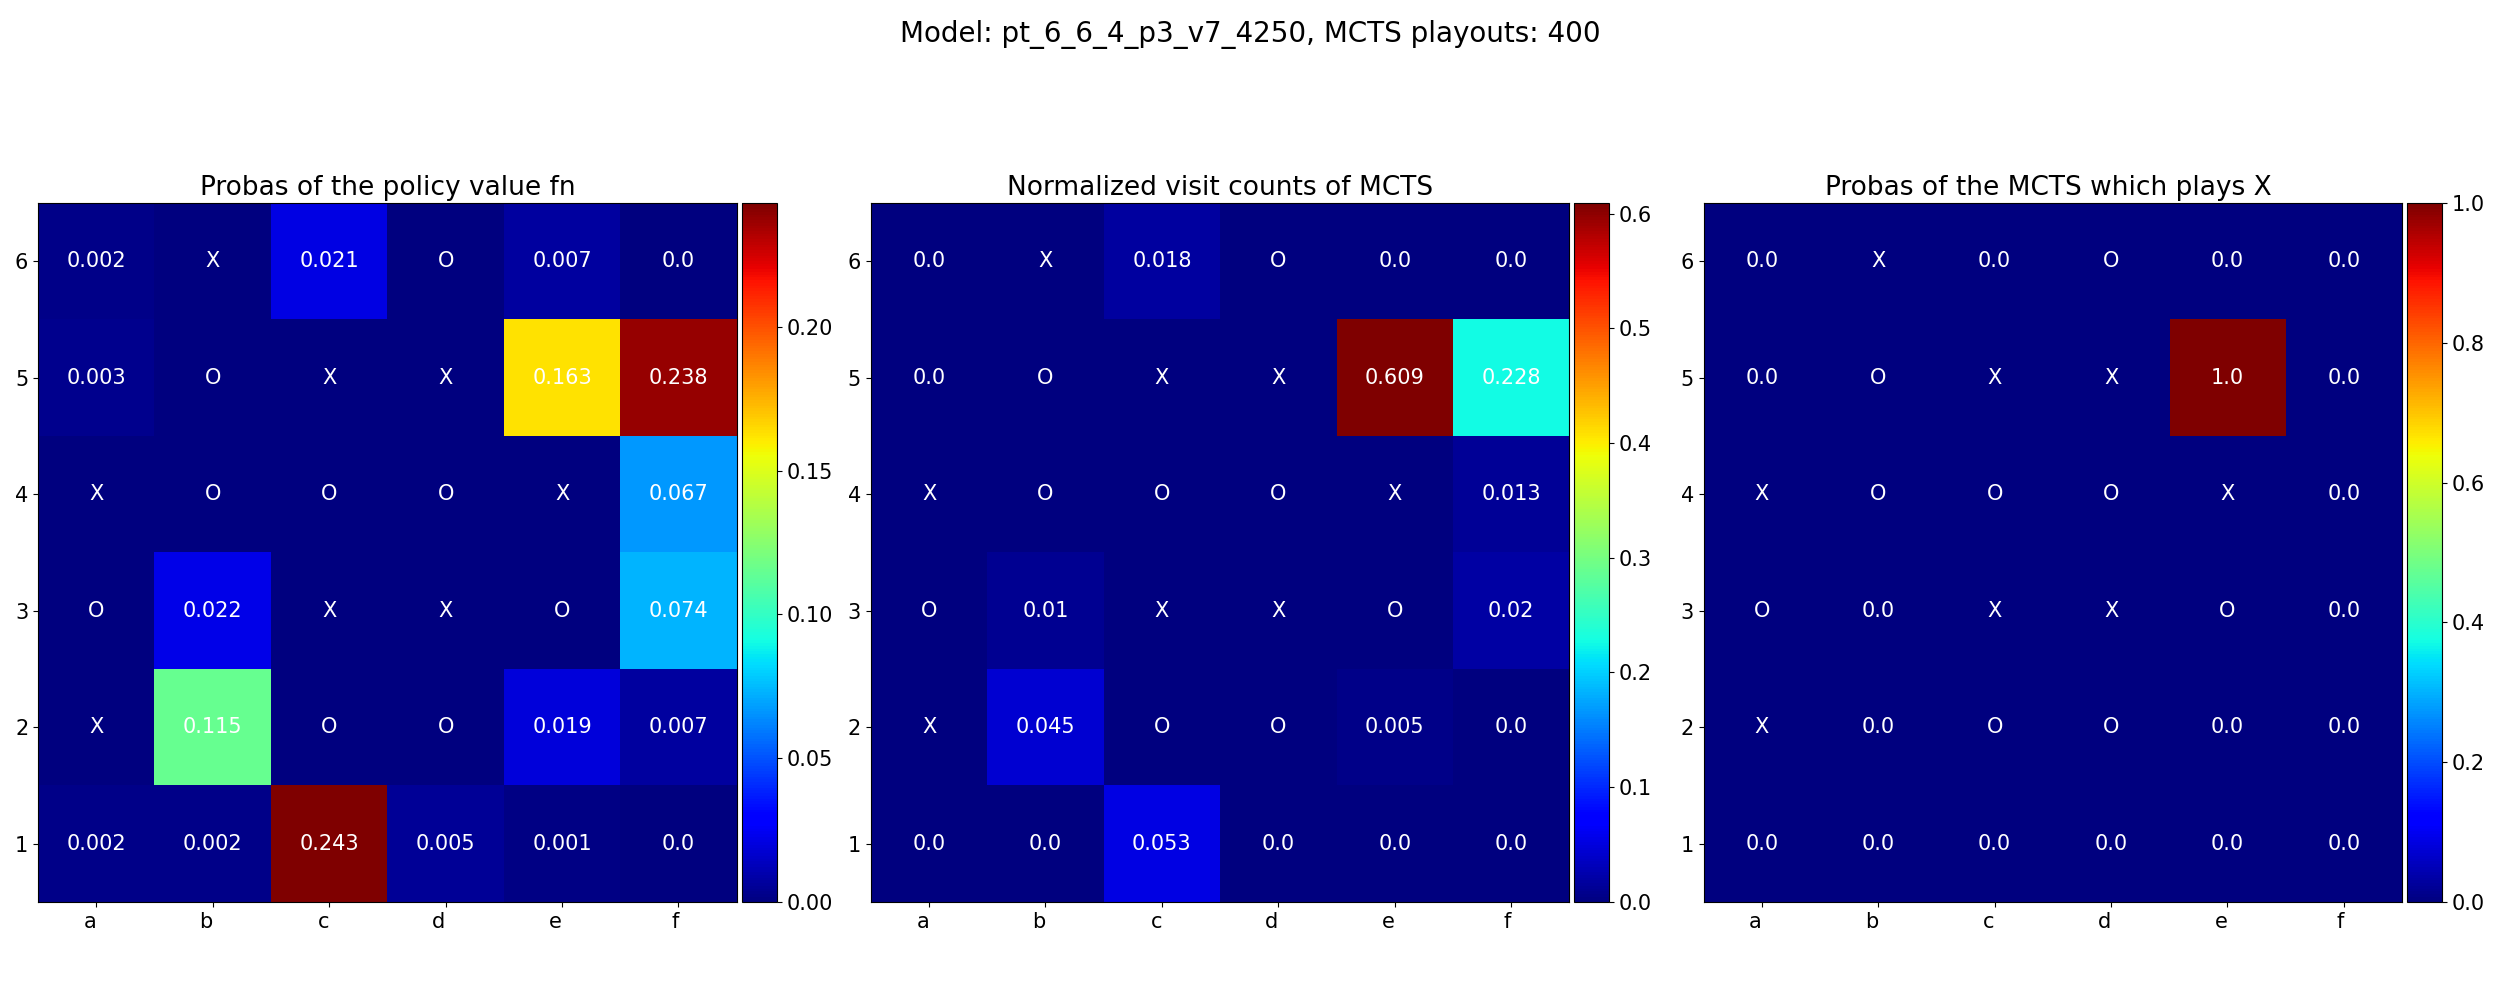 Model: pt_6_6_4_p3_v7_4250, MCTS playouts: 400
Probas of the policy value fn
6 0.002 X 0.021 O 0.007 0.0
5 0.003 O X X 0.163 0.238
4 X O O O X 0.067
3 O 0.022 X X O 0.074
2 X 0.115 O O 0.019 0.007
1 0.002 0.002 0.243 0.005 0.001 0.0
a b c d e f
0.20
0.15
0.10
0.05
0.00
Normalized visit counts of MCTS
6 0.0 X 0.018 O 0.0 0.0
5 0.0 O X X 0.609 0.228
4 X O O O X 0.013
3 O 0.01 X X O 0.02
2 X 0.045 O O 0.005 0.0
1 0.0 0.0 0.053 0.0 0.0 0.0
a b c d e f
0.6
0.5
0.4
0.3
0.2
0.1
0.0
Probas of the MCTS which plays X
6 0.0 X 0.0 O 0.0 0.0
5 0.0 O X X 1.0 0.0
4 X O O O X 0.0
3 O 0.0 X X O 0.0
2 X 0.0 O O 0.0 0.0
1 0.0 0.0 0.0 0.0 0.0 0.0
a b c d e f
1.0
0.8
0.6
0.4
0.2
0.0